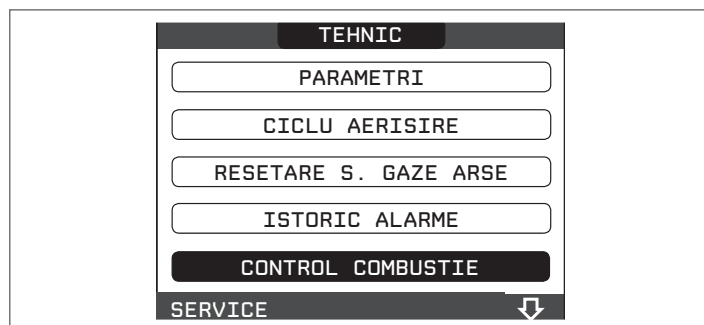 TEHNIC
PARAMETRI
CICLU AERISIRE
RESETARE S. GAZE ARSE
ISTORIC ALARME
CONTROL COMBUSTIE
SERVICE